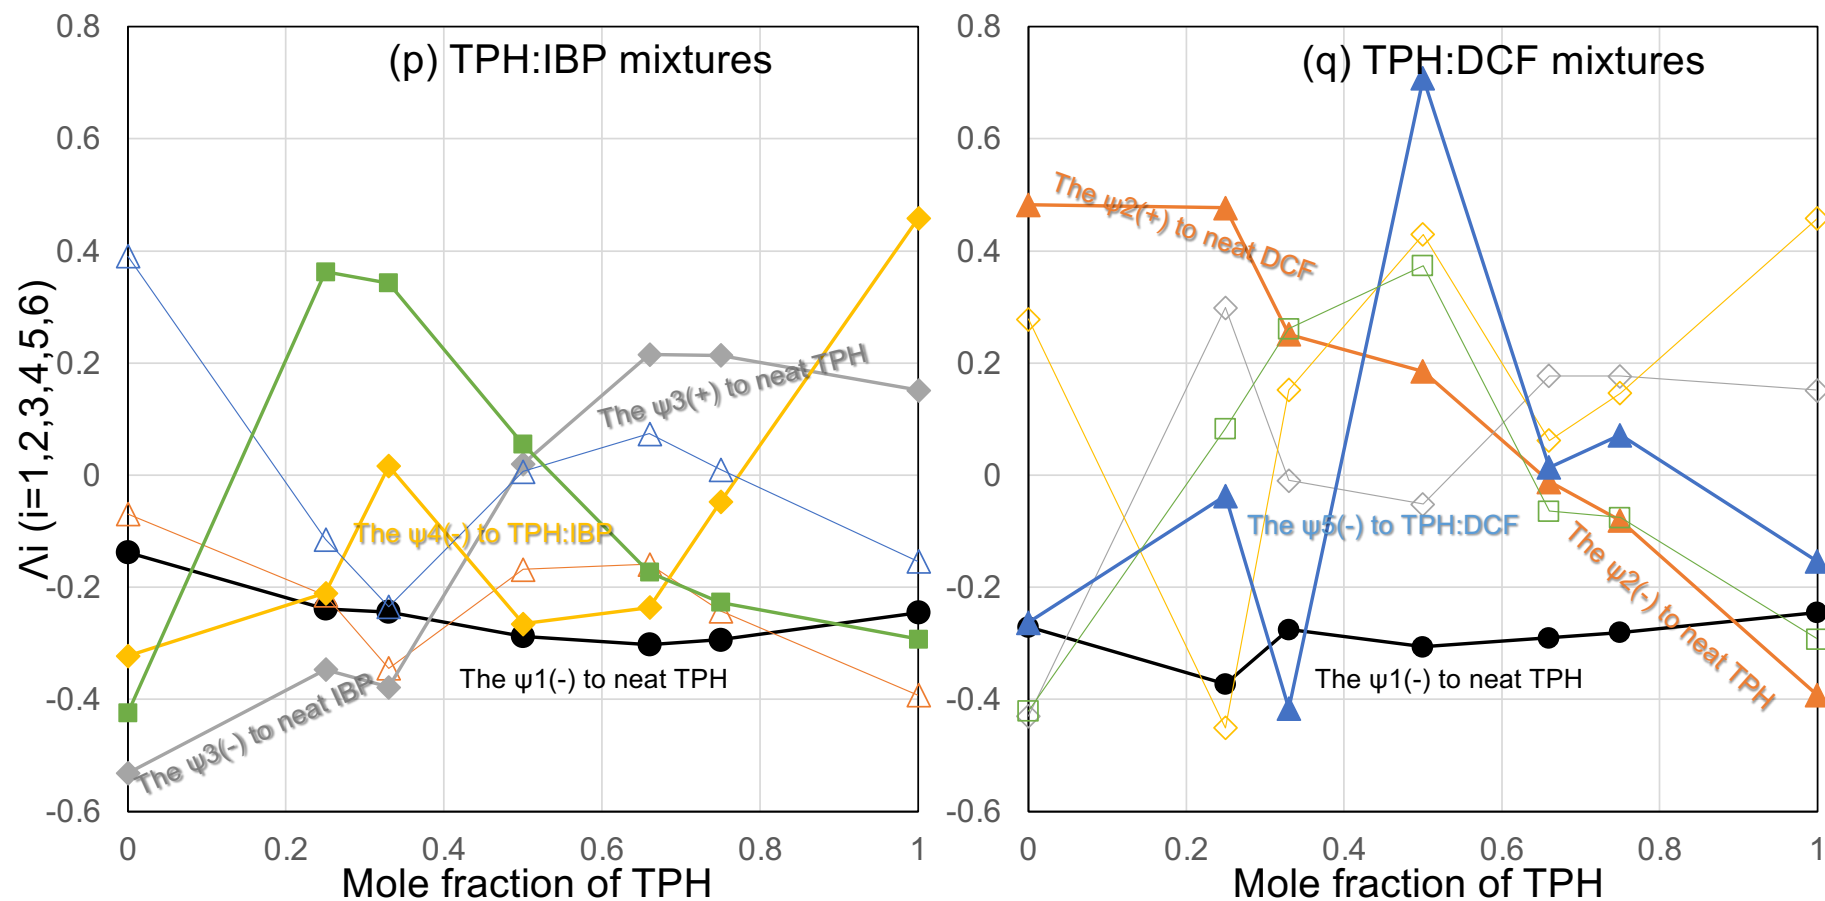 (p) TPH:IBP mixtures
0.8
0.6
0.4
0.2
0
-0.2
-0.4
-0.6
Λi (i=1,2,3,4,5,6)
The ψ3(+) to neat TPH
The ψ4(-) to TPH:IBP
The ψ1(-) to neat TPH
The ψ3(-) to neat IBP
0
0.2
0.4
0.6
0.8
1
Mole fraction of TPH
(q) TPH:DCF mixtures
0.8
0.6
0.4
0.2
0
-0.2
-0.4
-0.6
The ψ2(+) to neat DCF
The ψ5(-) to TPH:DCF
The ψ2(-) to neat TPH
The ψ1(-) to neat TPH
0
0.2
0.4
0.6
0.8
1
Mole fraction of TPH